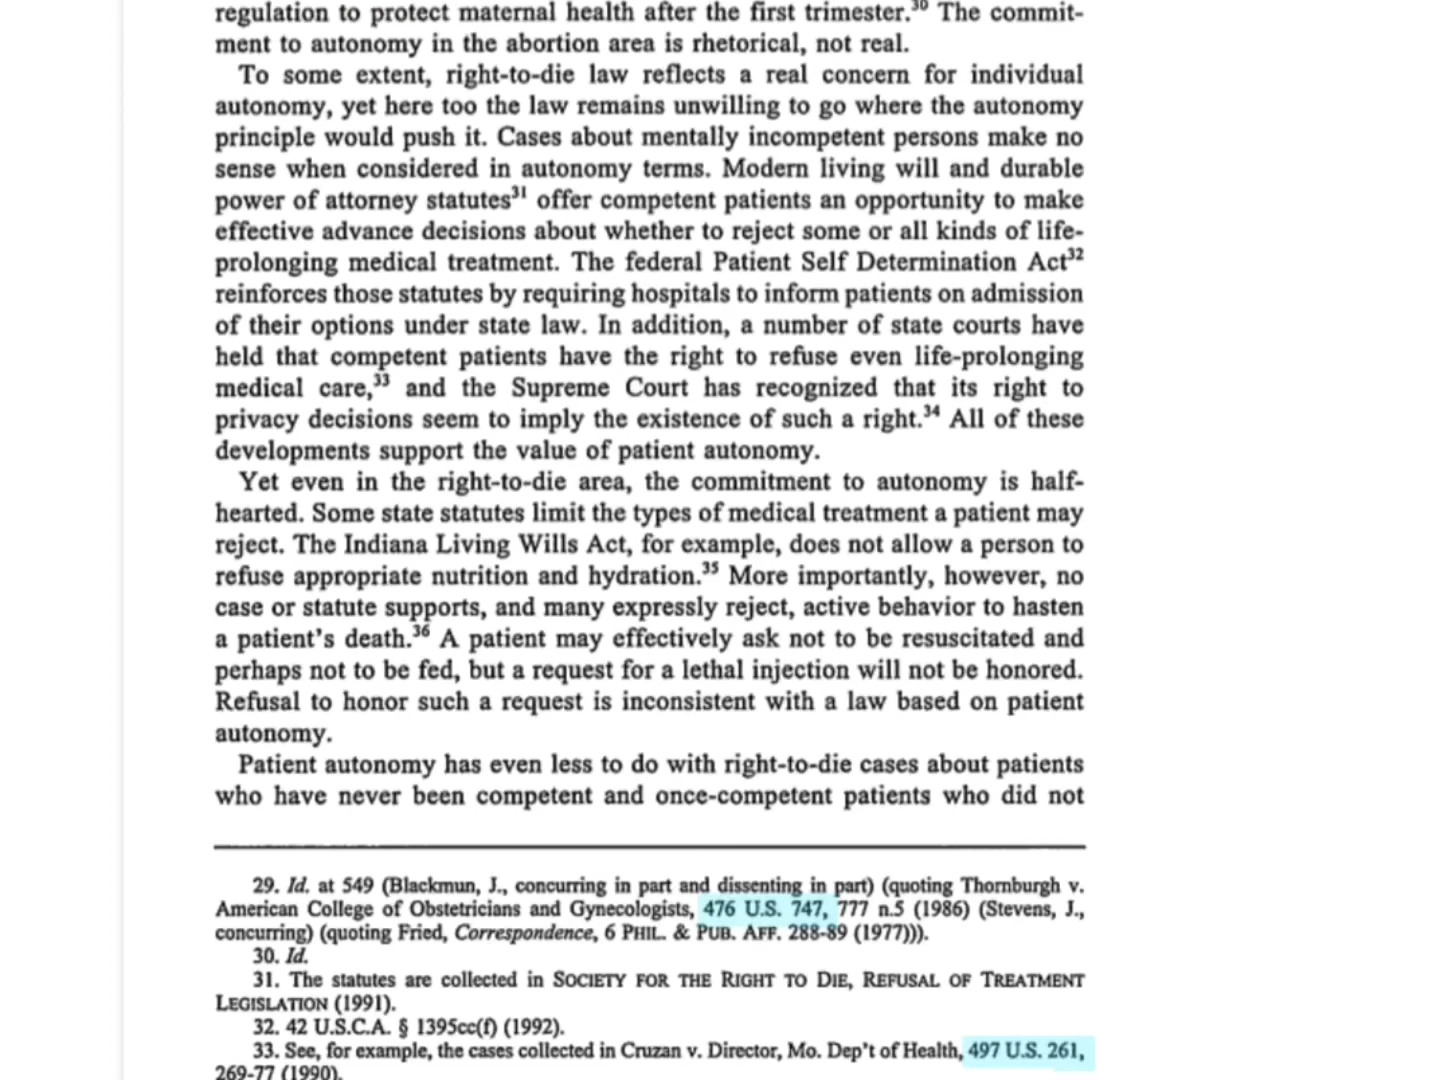 regulation to protect maternal health after the first trimester.30 The commit-
ment to autonomy in the abortion area is rhetorical, not real.
To some extent, right-to-die law reflects a real concern for individual
autonomy, yet here too the law remains unwilling to go where the autonomy
principle would push it. Cases about mentally incompetent persons make no
sense when considered in autonomy terms. Modern living will and durable
power of attorney statutes31 offer competent patients an opportunity to make
effective advance decisions about whether to reject some or all kinds of life-
prolonging medical treatment. The federal Patient Self Determination Act32
reinforces those statutes by requiring hospitals to inform patients on admission
of their options under state law. In addition, a number of state courts have
held that competent patients have the right to refuse even life-prolonging
medical care,33 and the Supreme Court has recognized that its right to
privacy decisions seem to imply the existence of such a right.34 All of these
developments support the value of patient autonomy.
Yet even in the right-to-die area, the commitment to autonomy is half-
hearted. Some state statutes limit the types of medical treatment a patient may
reject. The Indiana Living Wills Act, for example, does not allow a person to
refuse appropriate nutrition and hydration.35 More importantly, however, no
case or statute supports, and many expressly reject, active behavior to hasten
a patient's death.36 A patient may effectively ask not to be resuscitated and
perhaps not to be fed, but a request for a lethal injection will not be honored.
Refusal to honor such a request is inconsistent with a law based on patient
autonomy.
Patient autonomy has even less to do with right-to-die cases about patients
who have never been competent and once-competent patients who did not
29. Id. at 549 (Blackmun, J., concurring in part and dissenting in part) (quoting Thornburgh v.
American College of Obstetricians and Gynecologists, 476 U.S. 747, 777 n.5 (1986) (Stevens, J.,
concurring) (quoting Fried, Correspondence, 6 PHIL. & PUB. AFF. 288-89 (1977))).
30. Id.
31. The statutes are collected in SOCIETY FOR THE RIGHT TO DIE, REFUSAL OF TREATMENT
LEGISLATION (1991).
32. 42 U.S.C.A. § 1395cc(f) (1992).
33. See, for example, the cases collected in Cruzan v. Director, Mo. Dep't of Health, 497 U.S. 261,
269-77 (1990).